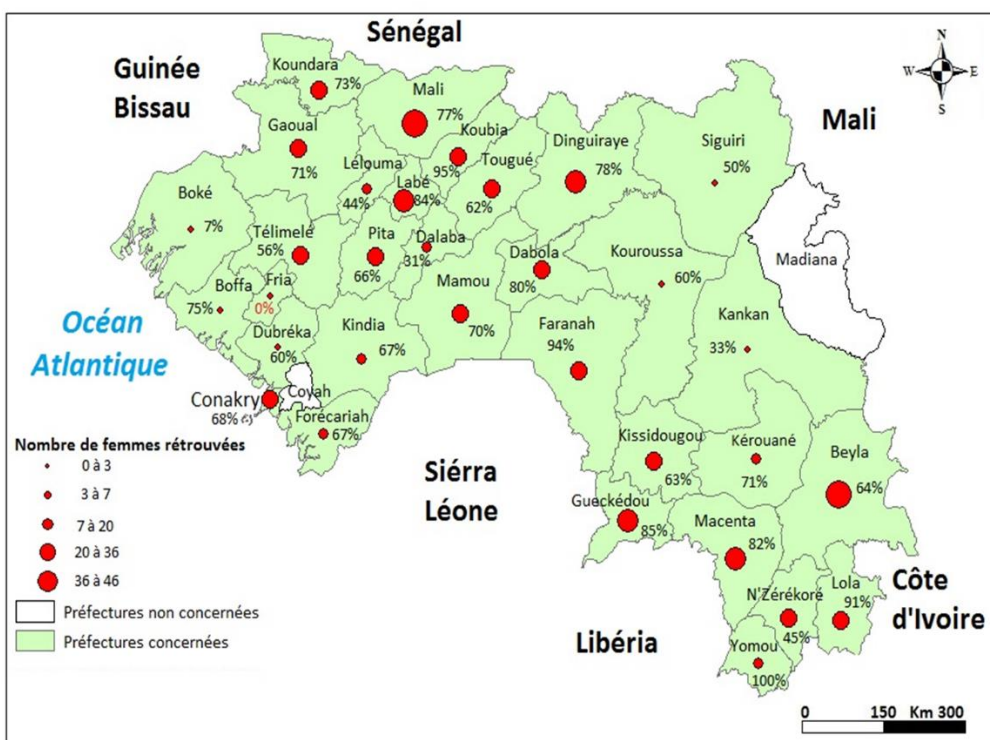 Sénégal
N
W E
S
Guinée
Bissau
Koundara
73%
Mali
77%
Mali
Gaoual
71%
Koubia
95%
Dinguiraye
78%
Siguiri
50%
Lélouma
44%
Labé
84%
Tougué
62%
Boké
7%
Télimelé
56%
Pita
66%
Dalaba
31%
Dabola
80%
Kouroussa
60%
Madiana
Boffa
75%
Fria
0%
Mamou
70%
Kankan
33%
Océan
Atlantique
Dubréka
60%
Kindia
67%
Faranah
94%
Conakry
68%
Coyah
Forécariah
67%
Nombre de femmes rétrouvées
0 à 3
3 à 7
7 à 20
20 à 36
36 à 46
Préfectures non concernées
Préfectures concernées
Siérra
Léone
Kissidougou
63%
Kérouané
71%
Beyla
64%
Gueckédou
85%
Macenta
82%
N'Zérékoré
45%
Lola
91%
Côte
d'Ivoire
Libéria
Yomou
100%
0 150 Km 300